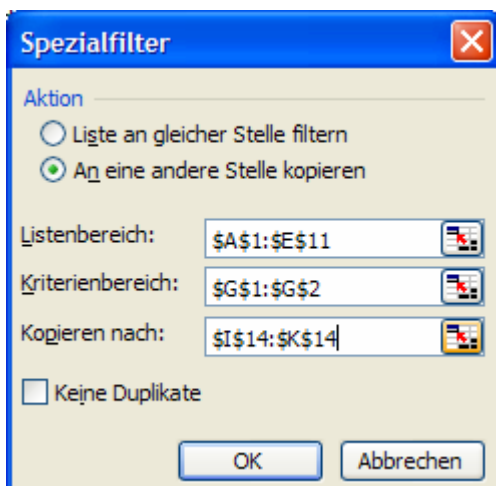 Spezialfilter
Aktion
Liste an gleicher Stelle filtern
An eine andere Stelle kopieren
Listenbereich: $A$1:$E$11
Kriterienbereich: $G$1:$G$2
Kopieren nach: $I$14:$K$14
Keine Duplikate
OK Abbrechen